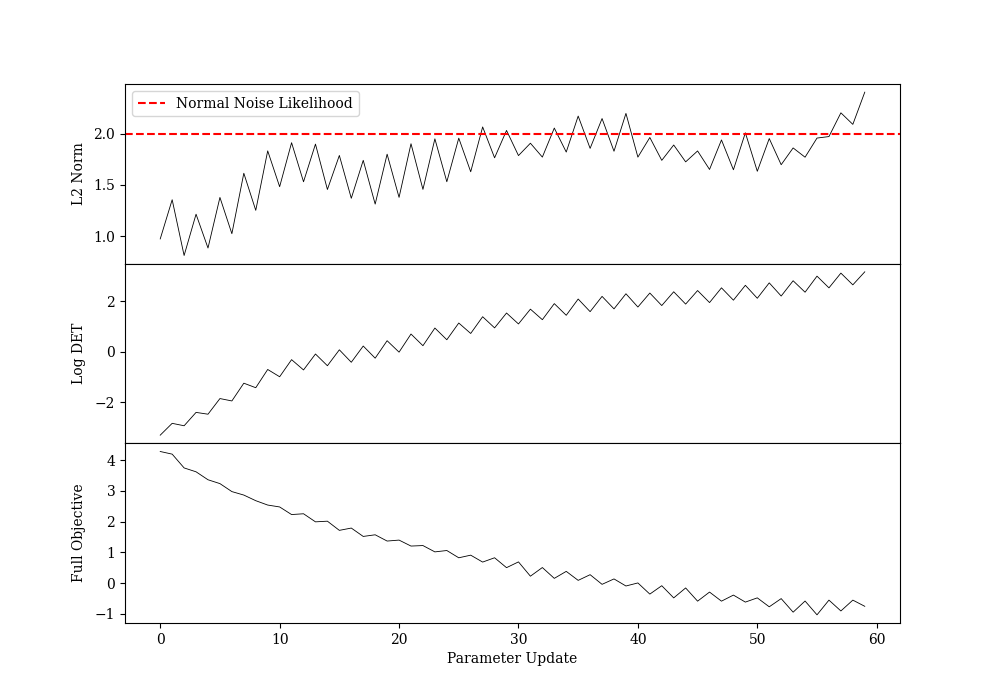 Normal Noise Likelihood
L2 Norm
2.0
1.5
1.0
Log DET
2
0
−2
Full Objective
4
3
2
1
0
−1
0 10 20 30 40 50 60
Parameter Update